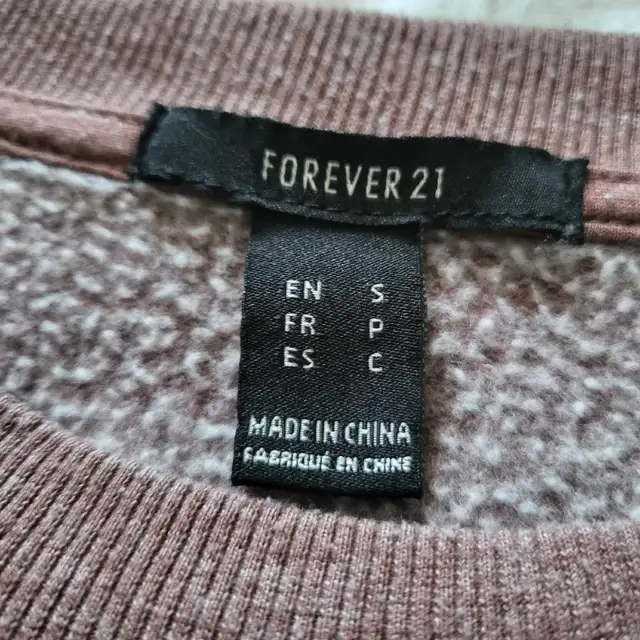 FOREVER 21
EN S
FR P
ES C
MADE IN CHINA
FABRIQUÉ EN CHINE